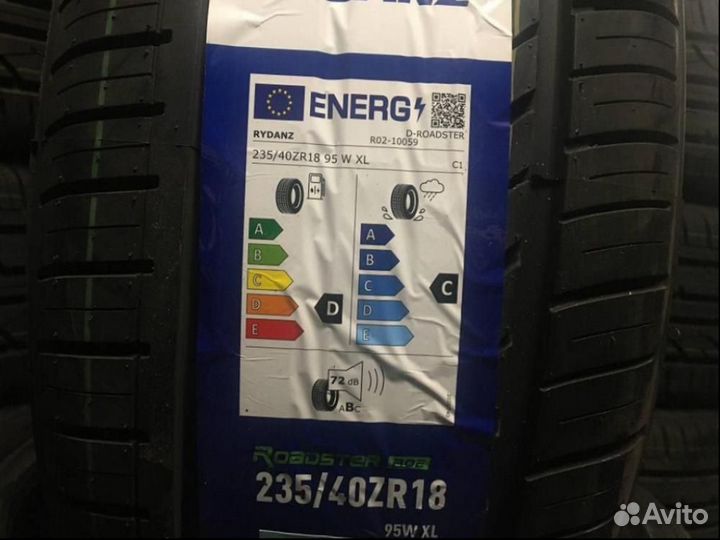 ENERG
RYDANZ D-ROADSTER
R02-10059
235/40ZR18 95 W XL C1
A A
B B
C C C
D D D
E E
72 dB
ABC
ROADSTER R02
235/40ZR18
95W XL
Avito